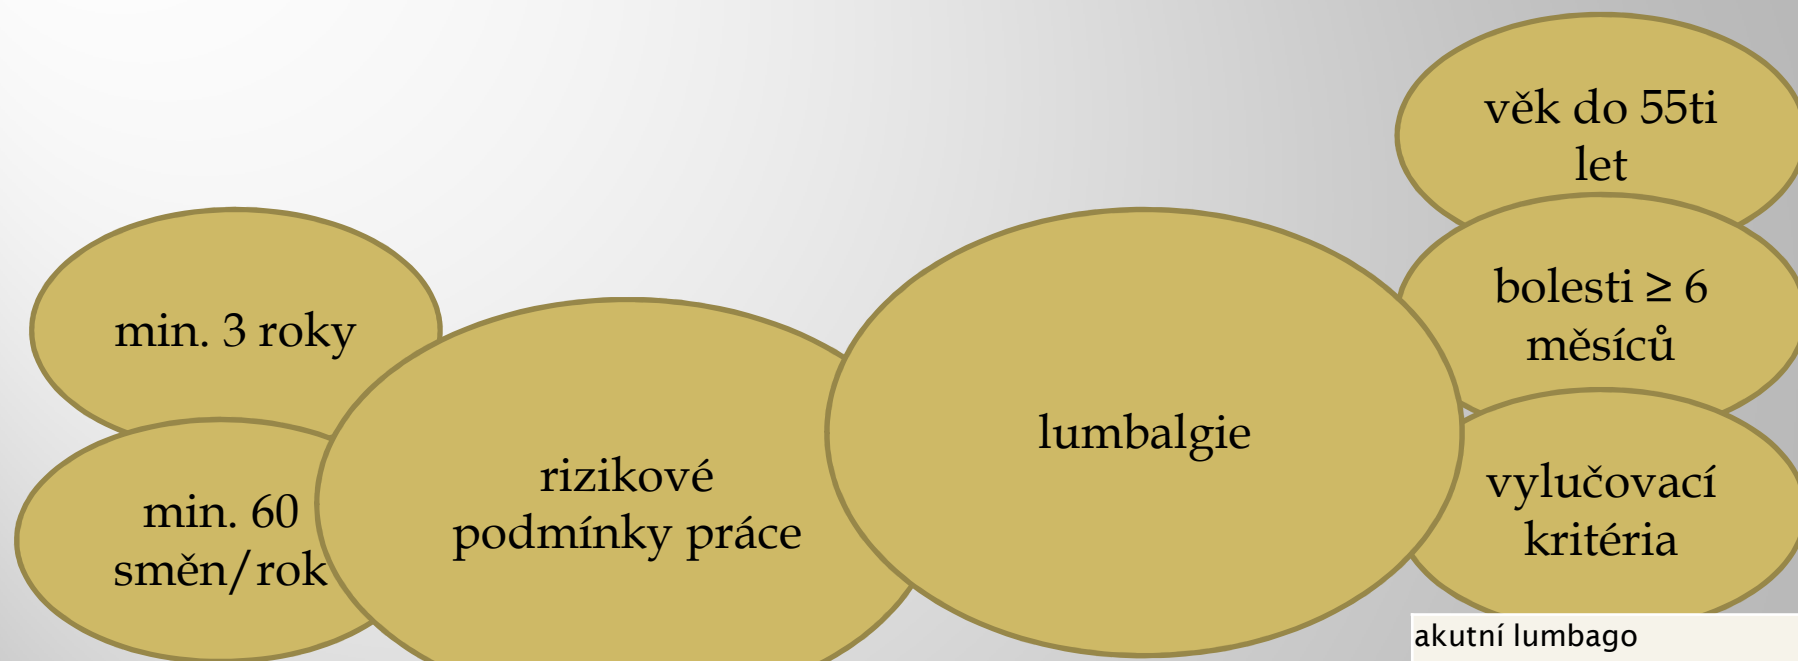 min. 3 roky
min. 60
směn/rok
rizikové
podmínky práce
lumbalgie
věk do 55ti
let
bolesti ≥ 6
měsíců
vylučovací
kritéria
akutní lumbago